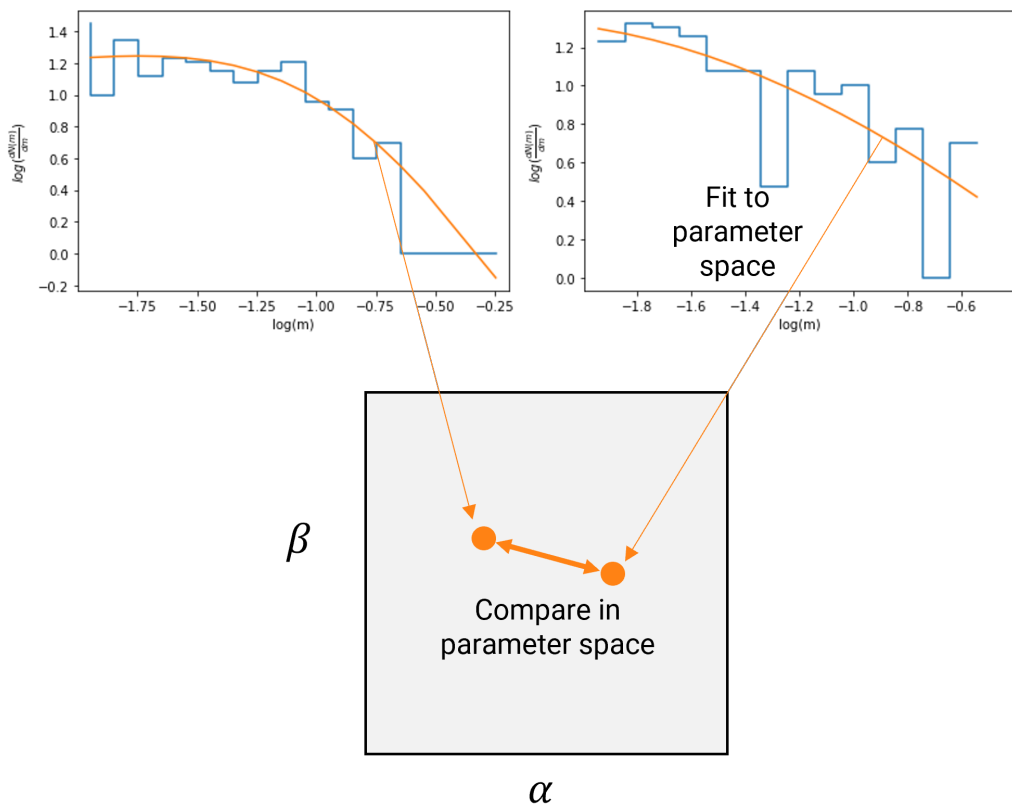 1.4
1.2
1.0
0.8
0.6
0.4
0.2
0.0
−0.2
log(dN(m)/dm)
−1.75 −1.50 −1.25 −1.00 −0.75 −0.50 −0.25
log(m)
1.2
1.0
0.8
0.6
0.4
0.2
0.0
log(dN(m)/dm)
−1.8 −1.6 −1.4 −1.2 −1.0 −0.8 −0.6
log(m)
Fit to
parameter
space
β
Compare in
parameter space
α